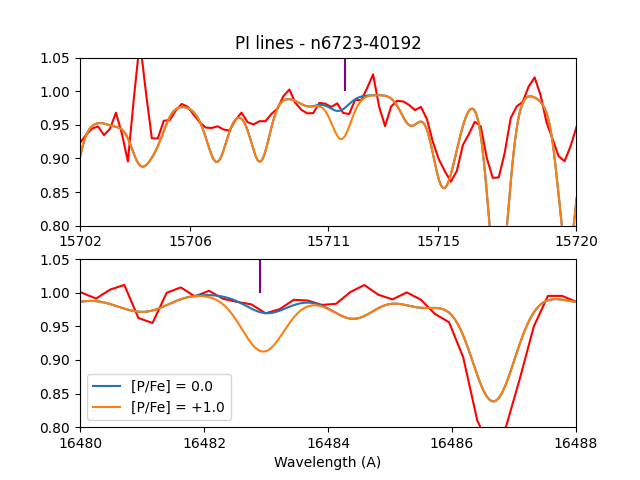 PI lines - n6723-40192
1.05
1.00
0.95
0.90
0.85
0.80
15702 15706 15711 15715 15720
1.05
1.00
0.95
0.90
0.85
0.80
[P/Fe] = 0.0
[P/Fe] = +1.0
16480 16482 16484 16486 16488
Wavelength (A)